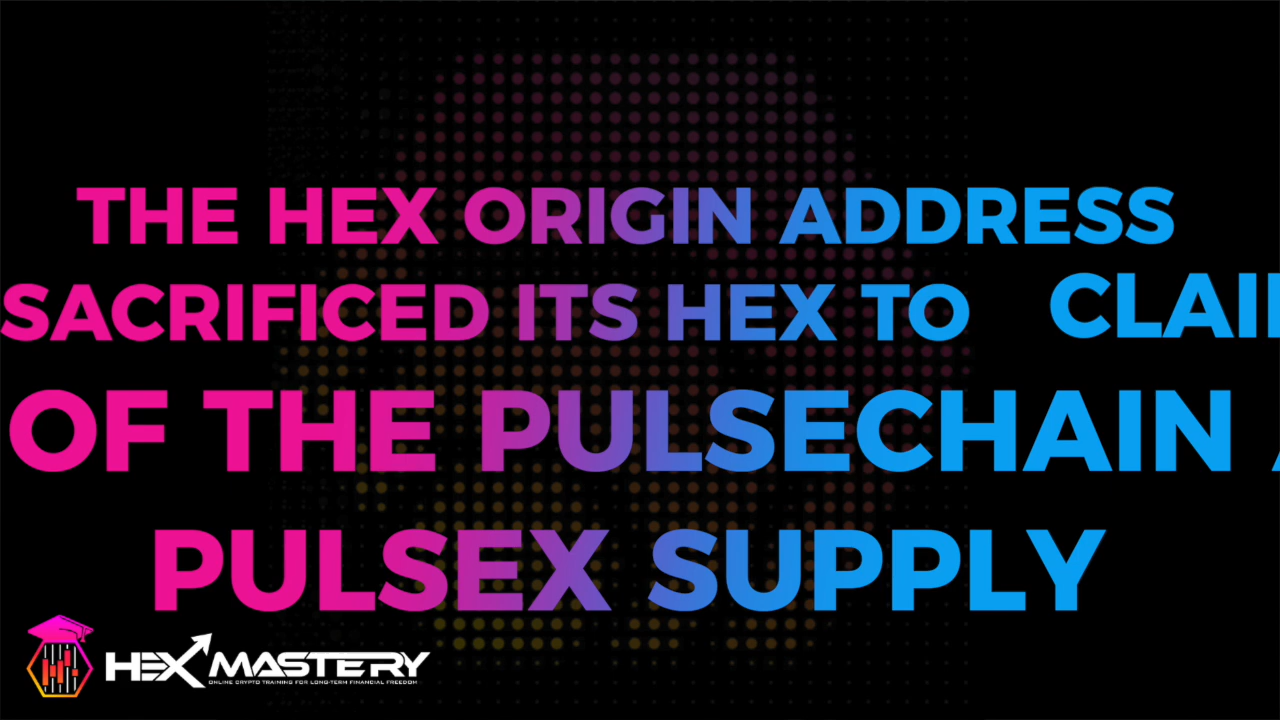 THE HEX ORIGIN ADDRESS
SACRIFICED ITS HEX TO CLAI
OF THE PULSECHAIN
PULSEX SUPPLY
HEX MASTERY
ONLINE CRYPTO TRAINING FOR LONG-TERM FINANCIAL FREEDOM